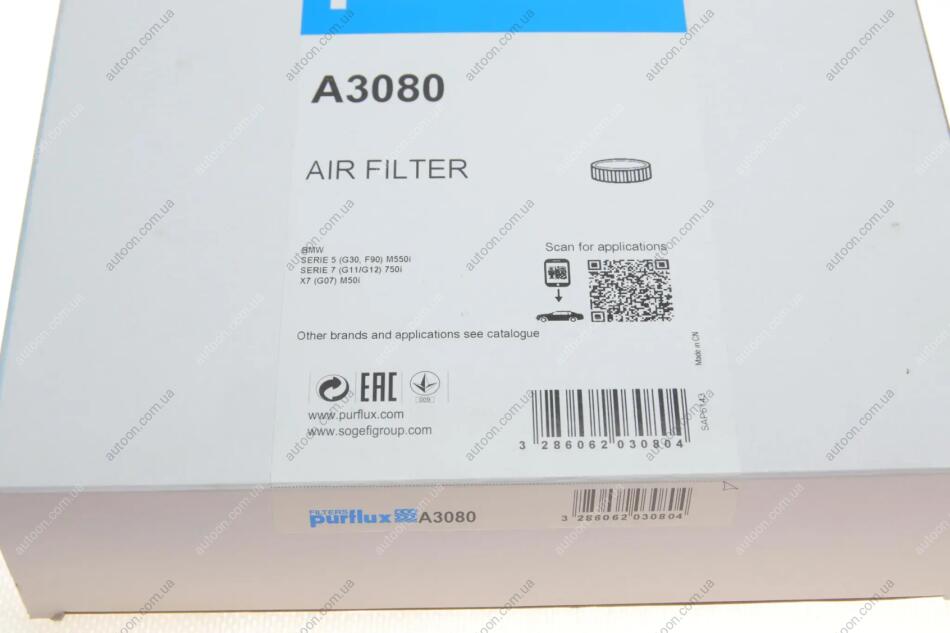 A3080
AIR FILTER
BMW
SERIE 5 (G30, F90) M550i
SERIE 7 (G11/G12) 750i
X7 (G07) M50i
Scan for applications
Other brands and applications see catalogue
Made in CN
EAC
009
www.purflux.com
www.sogefigroup.com
SAP6143
3 286062 030804
FILTERS
purflux A3080
3 286062 030804
autoon.com.ua